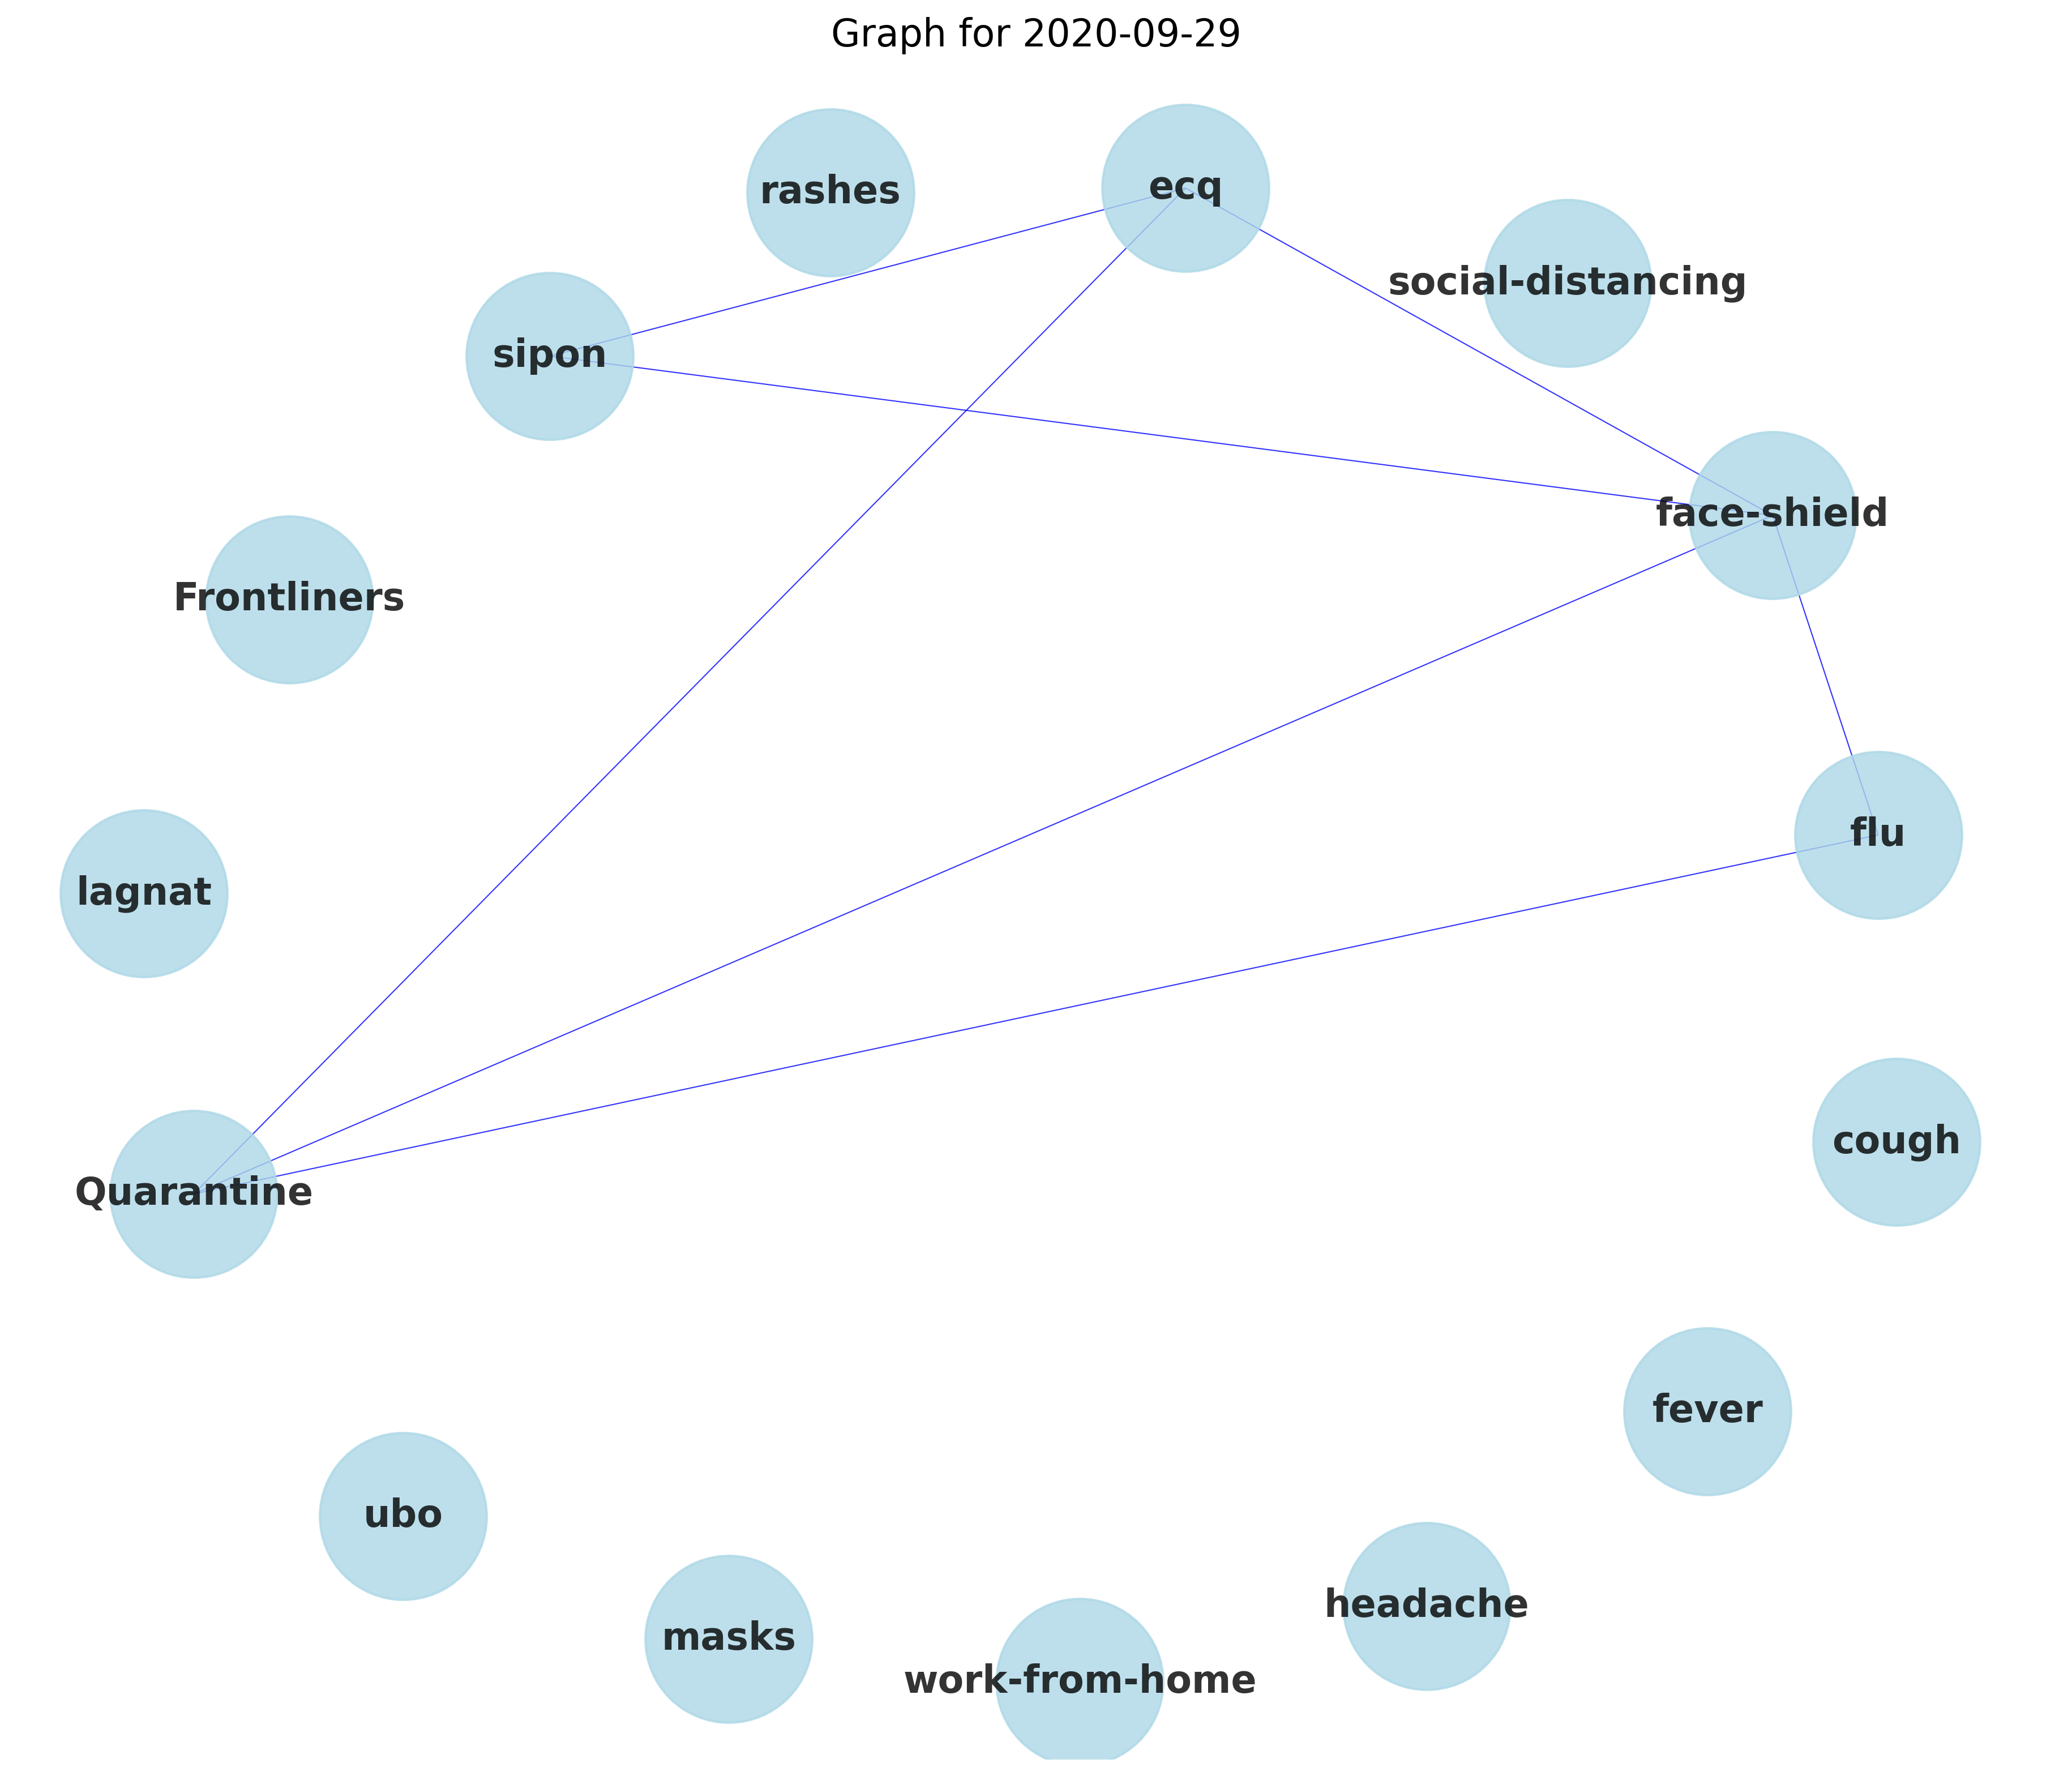 Graph for 2020-09-29
rashes
ecq
social-distancing
sipon
face-shield
Frontliners
flu
lagnat
cough
Quarantine
fever
ubo
headache
masks
work-from-home